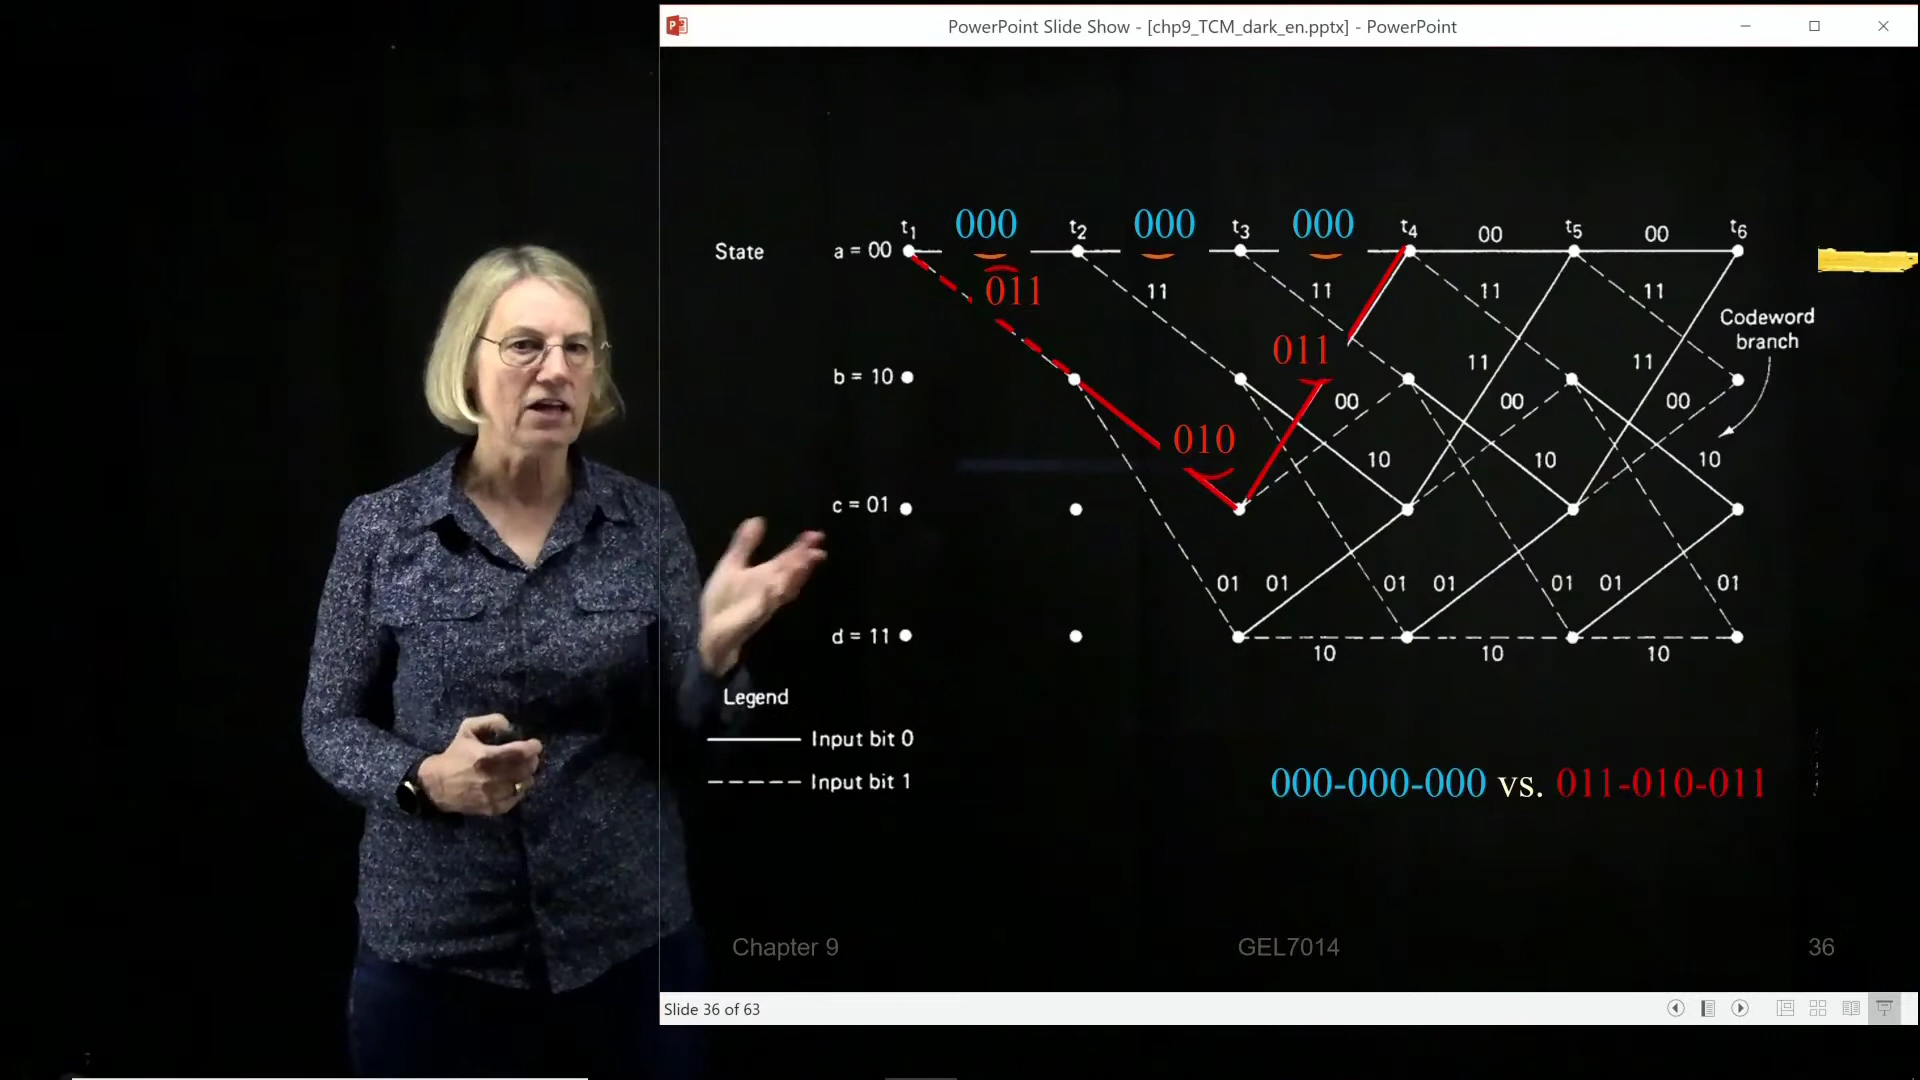 PowerPoint Slide Show - [chp9_TCM_dark_en.pptx] - PowerPoint
000 000 000
t1 t2 t3 t4 00 t5 00 t6
State a = 00
011 11 11 11 11
Codeword
branch
011 11 11
b = 10 00 00 00
010 10 10 10
c = 01
01 01 01 01 01 01 01
d = 11
10 10 10
Legend
Input bit 0
Input bit 1
000-000-000 vs. 011-010-011
Chapter 9 GEL7014 36
Slide 36 of 63